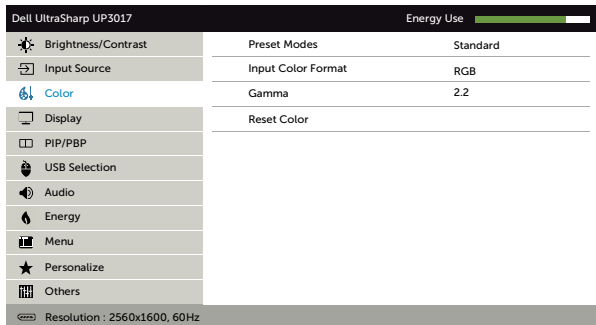 Dell UltraSharp UP3017 Energy Use
Brightness/Contrast
Input Source
Color
Display
PIP/PBP
USB Selection
Audio
Energy
Menu
Personalize
Others
Preset Modes Standard
Input Color Format RGB
Gamma 2.2
Reset Color
Resolution : 2560x1600, 60Hz